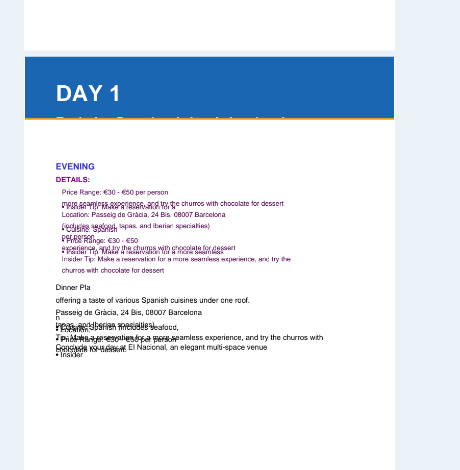 DAY 1
EVENING
DETAILS:
Price Range: €30 - €50 per person
more seamless experience, and try the churros with chocolate for dessert
• Insider Tip: Make a reservation for a
Location: Passeig de Gràcia, 24 Bis, 08007 Barcelona
(includes seafood, tapas, and Iberian specialties)
• Cuisine: Spanish
per person
• Price Range: €30 - €50
experience, and try the churros with chocolate for dessert
• Insider Tip: Make a reservation for a more seamless
Insider Tip: Make a reservation for a more seamless experience, and try the
churros with chocolate for dessert
Dinner Pla
offering a taste of various Spanish cuisines under one roof.
Passeig de Gràcia, 24 Bis, 08007 Barcelona
n
tapas, and Iberian specialties)
• Cuisine: Spanish (includes seafood,
• Location:
Tip: Make a reservation for a more seamless experience, and try the churros with
• Price Range: €30 - €50 per person
Conclude your day at El Nacional, an elegant multi-space venue
chocolate for dessert.
• Insider